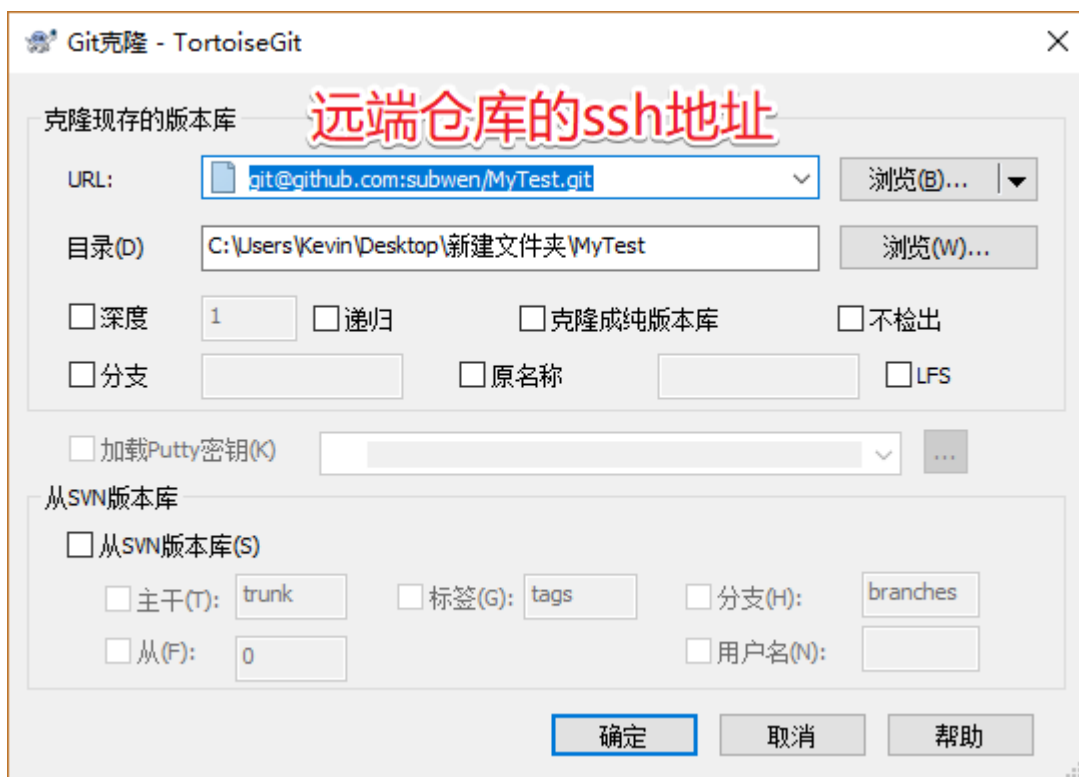 Git克隆 - TortoiseGit
远端仓库的ssh地址
克隆现存的版本库
URL: git@github.com:subwen/MyTest.git 浏览(B)...
目录(D) C:\Users\Kevin\Desktop\新建文件夹\MyTest 浏览(W)...
深度 1 递归 克隆成纯版本库 不检出
分支 原名称 LFS
加载Putty密钥(K) ...
从SVN版本库
从SVN版本库(S)
主干(T): trunk 标签(G): tags 分支(H): branches
从(F): 0 用户名(N):
确定 取消 帮助